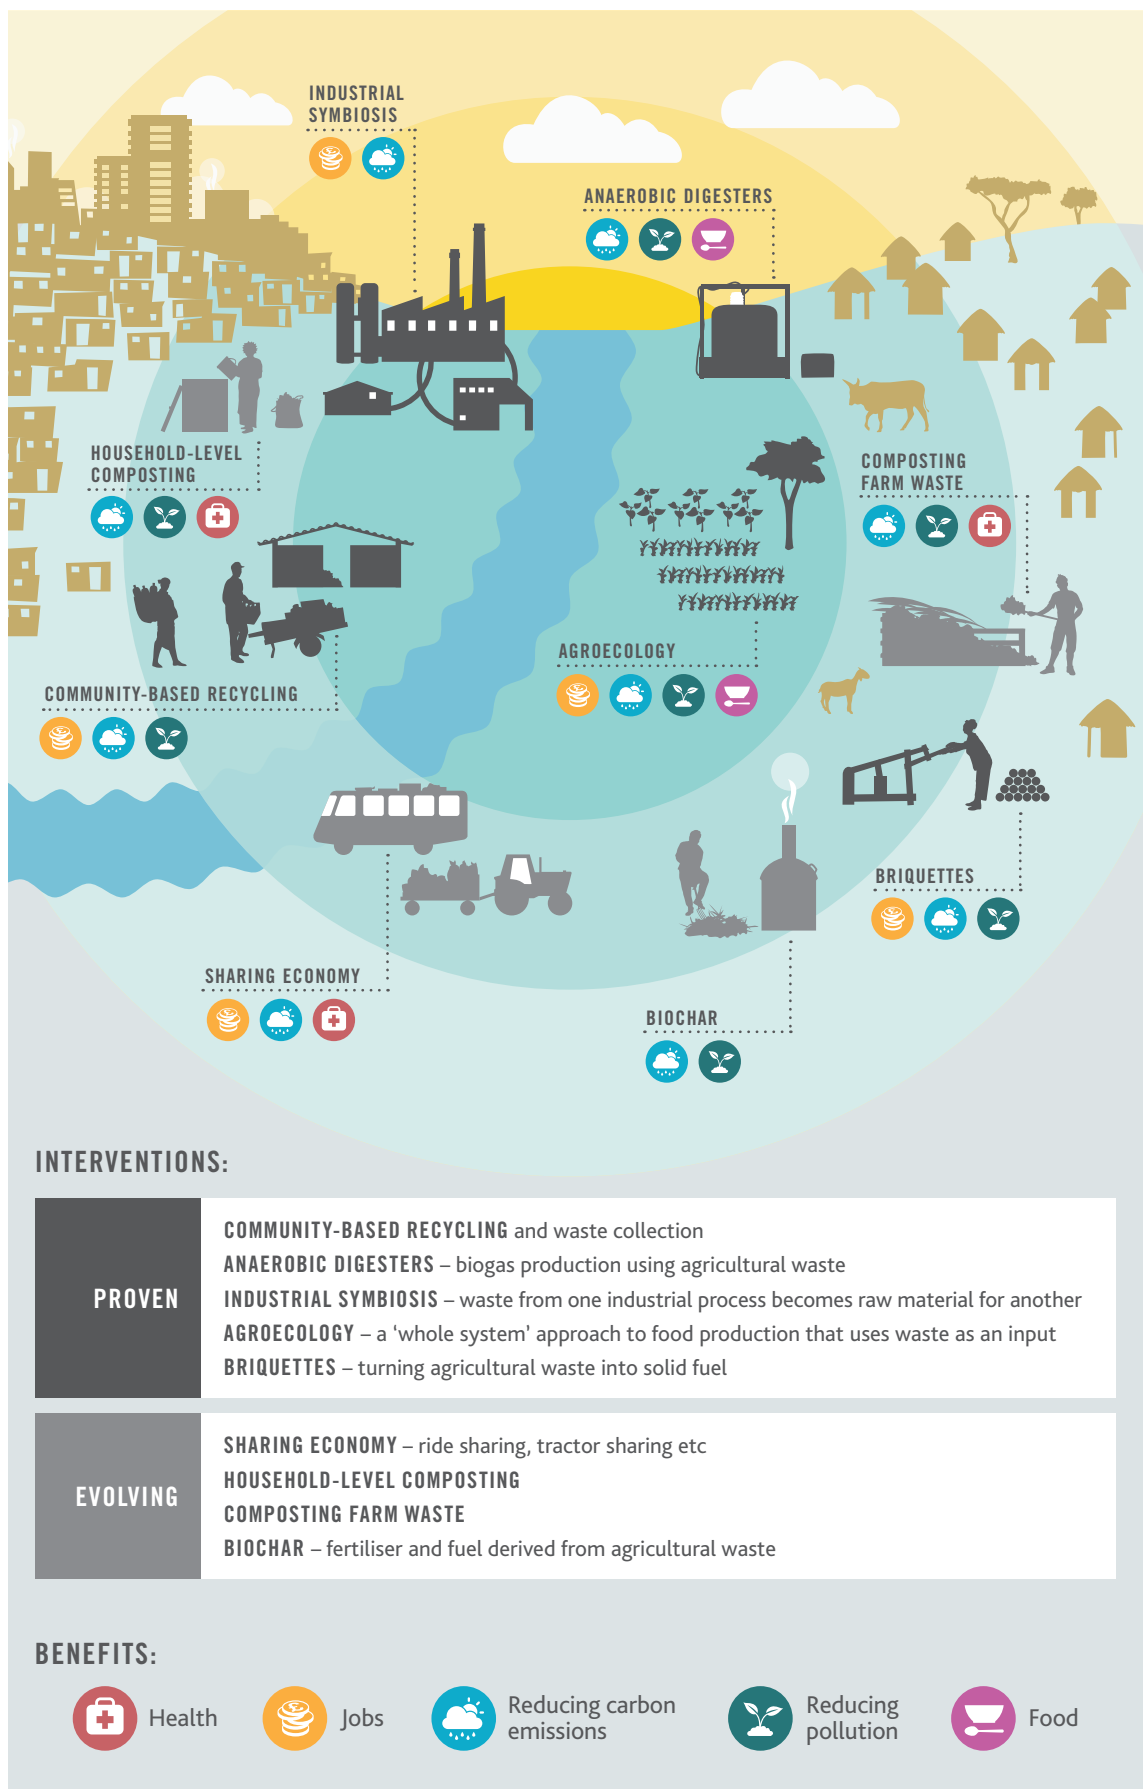 INDUSTRIAL
SYMBIOSIS
ANAEROBIC DIGESTERS
HOUSEHOLD-LEVEL
COMPOSTING
COMPOSTING
FARM WASTE
AGROECOLOGY
COMMUNITY-BASED RECYCLING
BRIQUETTES
SHARING ECONOMY
BIOCHAR
INTERVENTIONS:
PROVEN
COMMUNITY-BASED RECYCLING and waste collection
ANAEROBIC DIGESTERS – biogas production using agricultural waste
INDUSTRIAL SYMBIOSIS – waste from one industrial process becomes raw material for another
AGROECOLOGY – a ‘whole system’ approach to food production that uses waste as an input
BRIQUETTES – turning agricultural waste into solid fuel
EVOLVING
SHARING ECONOMY – ride sharing, tractor sharing etc
HOUSEHOLD-LEVEL COMPOSTING
COMPOSTING FARM WASTE
BIOCHAR – fertiliser and fuel derived from agricultural waste
BENEFITS:
Health
Jobs
Reducing carbon
emissions
Reducing
pollution
Food